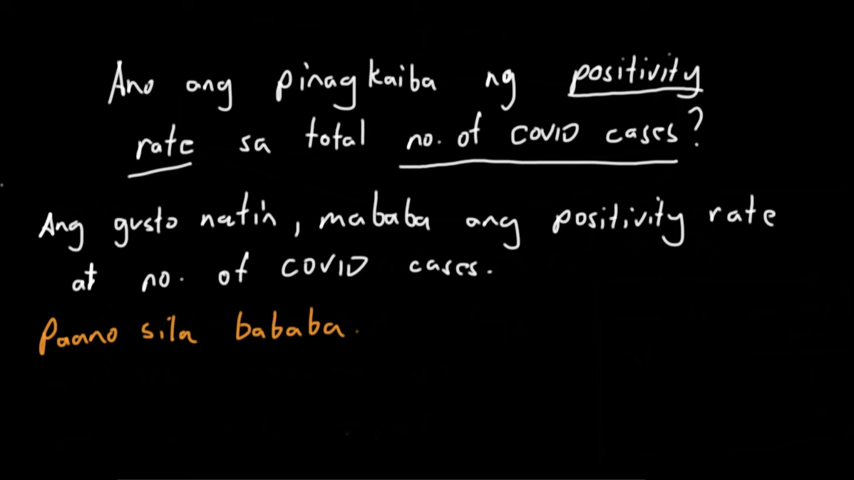 Ano ang pinagkaiba ng positivity
rate sa total no. of COVID cases?
Ang gusto natin, mababa ang positivity rate
at no. of COVID cases.
Paano sila bababa.